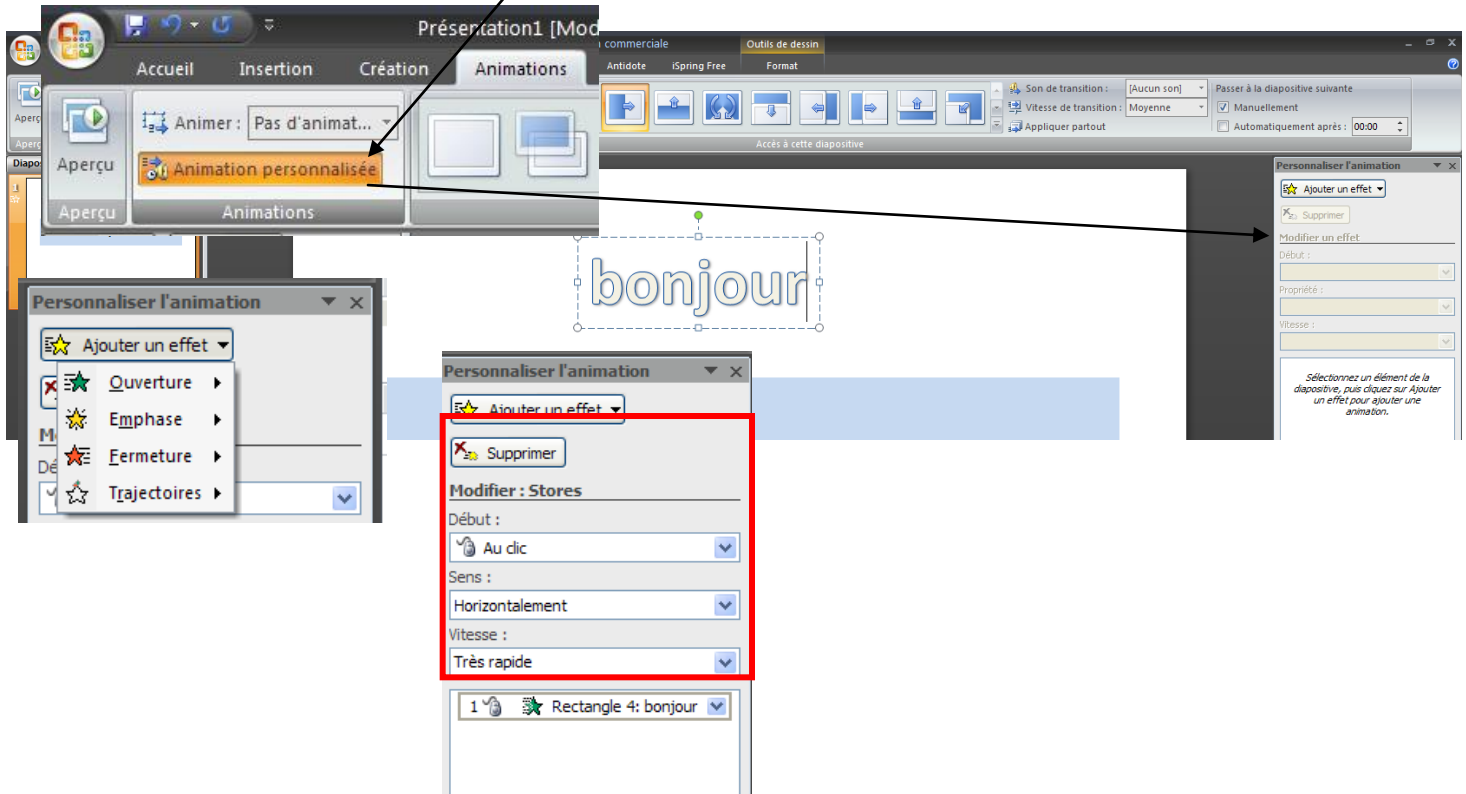 Présentation1 [Mod
commerciale
Outils de dessin
Accueil Insertion Création Animations
Antidote iSpring Free Format
Animer : Pas d'animat...
Aperçu
Animation personnalisée
Aperçu Animations
Son de transition : [Aucun son]
Vitesse de transition : Moyenne
Appliquer partout
Passer à la diapositive suivante
Manuellement
Automatiquement après : 00:00
Accès à cette diapositive
Aperç
Aperç
Diapo
1
bonjour
Personnaliser l'animation
Ajouter un effet
Supprimer
Modifier un effet
Début :
Propriété :
Vitesse :
Sélectionnez un élément de la
diapositive, puis cliquez sur Ajouter
un effet pour ajouter une
animation.
Personnaliser l'animation
Ajouter un effet
Ouverture
Emphase
Fermeture
Trajectoires
M
Dé
Personnaliser l'animation
Ajouter un effet
Supprimer
Modifier : Stores
Début :
Au clic
Sens :
Horizontalement
Vitesse :
Très rapide
1 Rectangle 4: bonjour